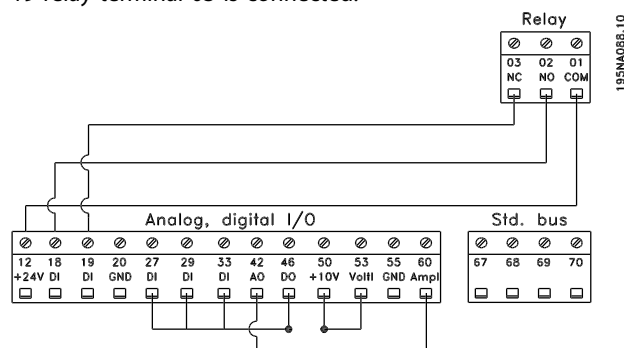 19 relay terminal 03 is connected.
Relay
03 02 01
NC NO COM
195NA088.10
Analog, digital I/O
12 18 19 20 27 29 33 42 46 50 53 55 60
+24V DI DI GND DI DI DI AO DO +10V VoltI GND AmpI
Std. bus
67 68 69 70